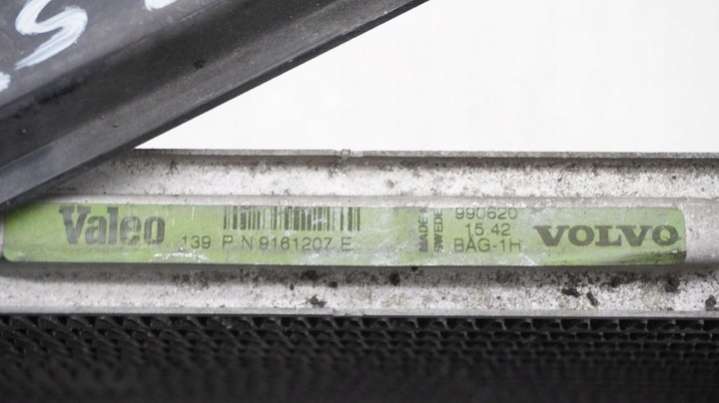 Valeo
139 P N 9161207 E
MADE IN
SWEDEN
990620
15 42
BAG-1H
VOLVO